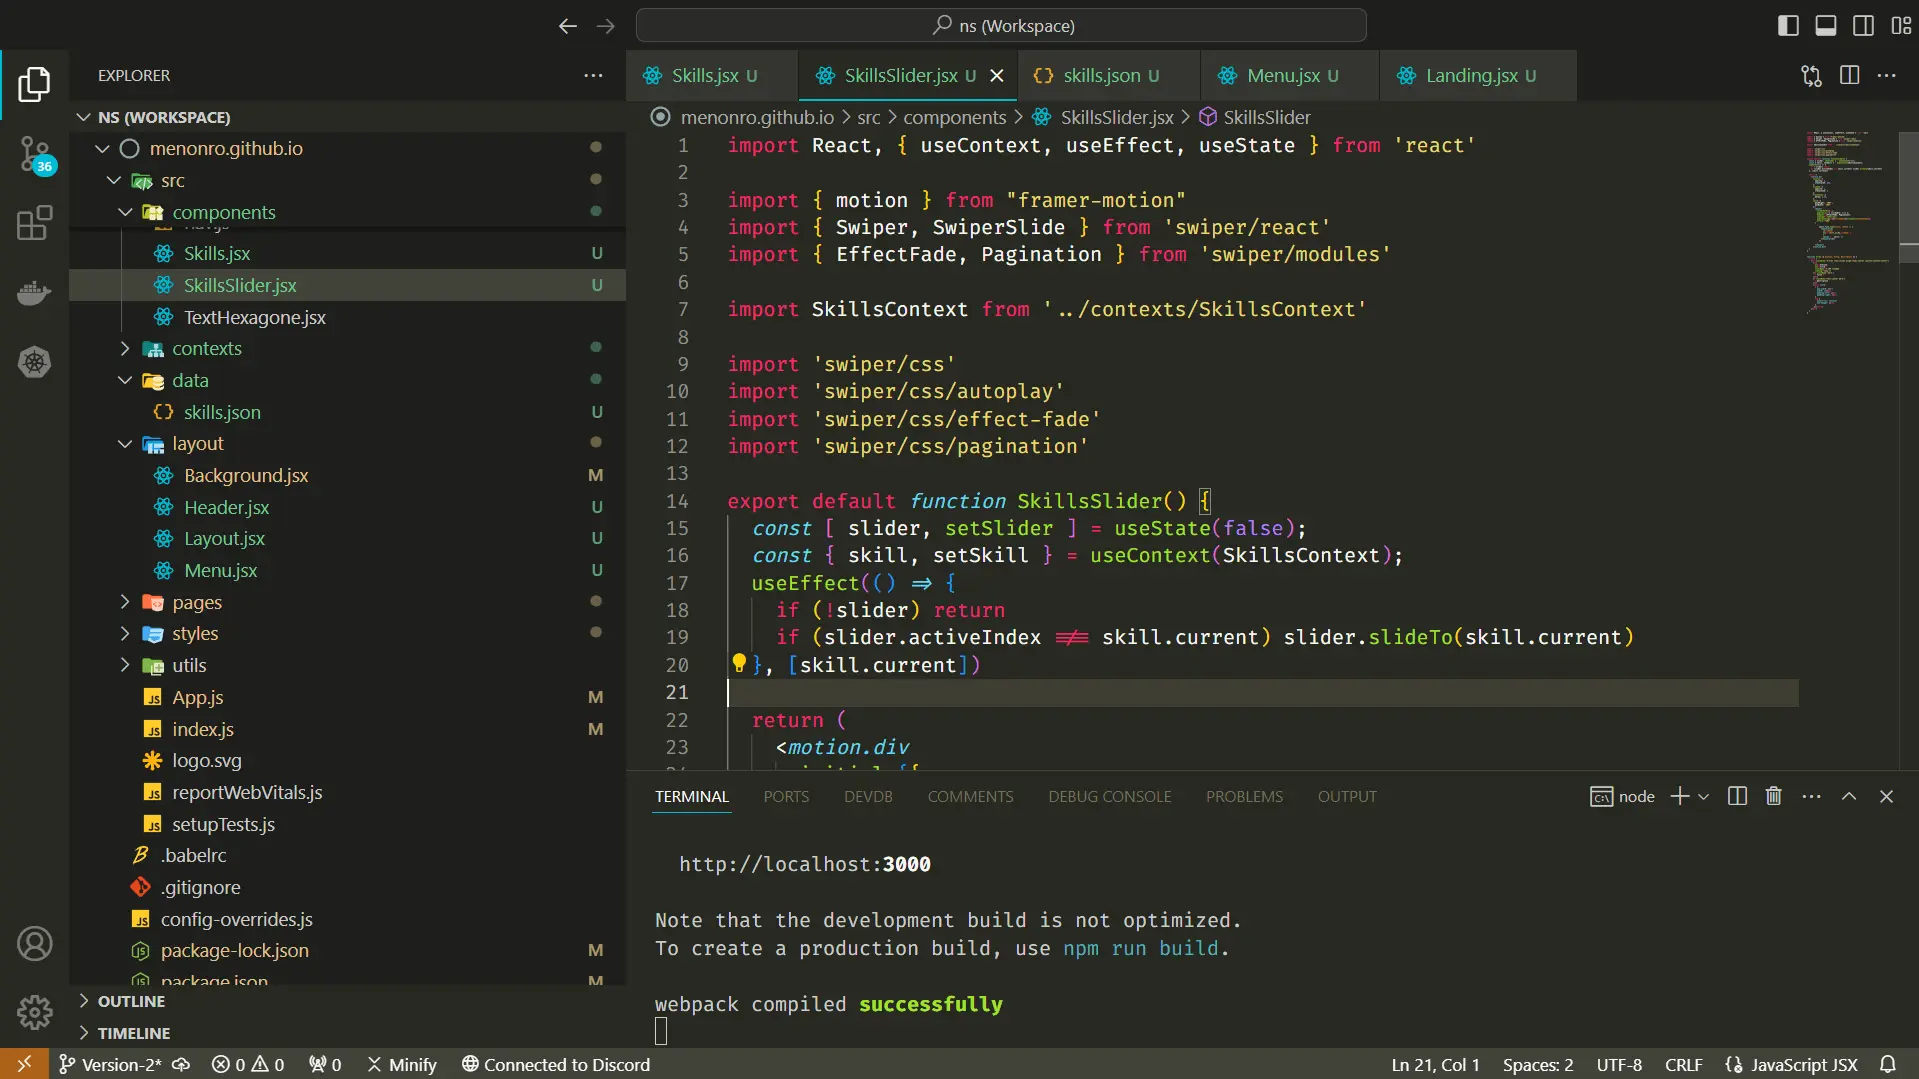 ns (Workspace)
EXPLORER
NS (WORKSPACE)
menonro.github.io
src
components
Skills.jsx U
SkillsSlider.jsx U
TextHexagone.jsx
contexts
data
skills.json U
layout
Background.jsx M
Header.jsx U
Layout.jsx U
Menu.jsx U
pages
styles
utils
App.js M
index.js M
logo.svg
reportWebVitals.js
setupTests.js
.babelrc
.gitignore
config-overrides.js
package-lock.json M
package.json M
OUTLINE
TIMELINE
36
Skills.jsx U
SkillsSlider.jsx U
skills.json U
Menu.jsx U
Landing.jsx U
menonro.github.io > src > components > SkillsSlider.jsx > SkillsSlider
1 import React, { useContext, useEffect, useState } from 'react'
2
3 import { motion } from "framer-motion"
4 import { Swiper, SwiperSlide } from 'swiper/react'
5 import { EffectFade, Pagination } from 'swiper/modules'
6
7 import SkillsContext from '../contexts/SkillsContext'
8
9 import 'swiper/css'
10 import 'swiper/css/autoplay'
11 import 'swiper/css/effect-fade'
12 import 'swiper/css/pagination'
13
14 export default function SkillsSlider() {
15 const [ slider, setSlider ] = useState(false);
16 const { skill, setSkill } = useContext(SkillsContext);
17 useEffect(() => {
18 if (!slider) return
19 if (slider.activeIndex !== skill.current) slider.slideTo(skill.current)
20 }, [skill.current])
21
22 return (
23 <motion.div
TERMINAL PORTS DEVDB COMMENTS DEBUG CONSOLE PROBLEMS OUTPUT
node
http://localhost:3000
Note that the development build is not optimized.
To create a production build, use npm run build.
webpack compiled successfully
Version-2* 0 0 0 Minify Connected to Discord
Ln 21, Col 1 Spaces: 2 UTF-8 CRLF JavaScript JSX